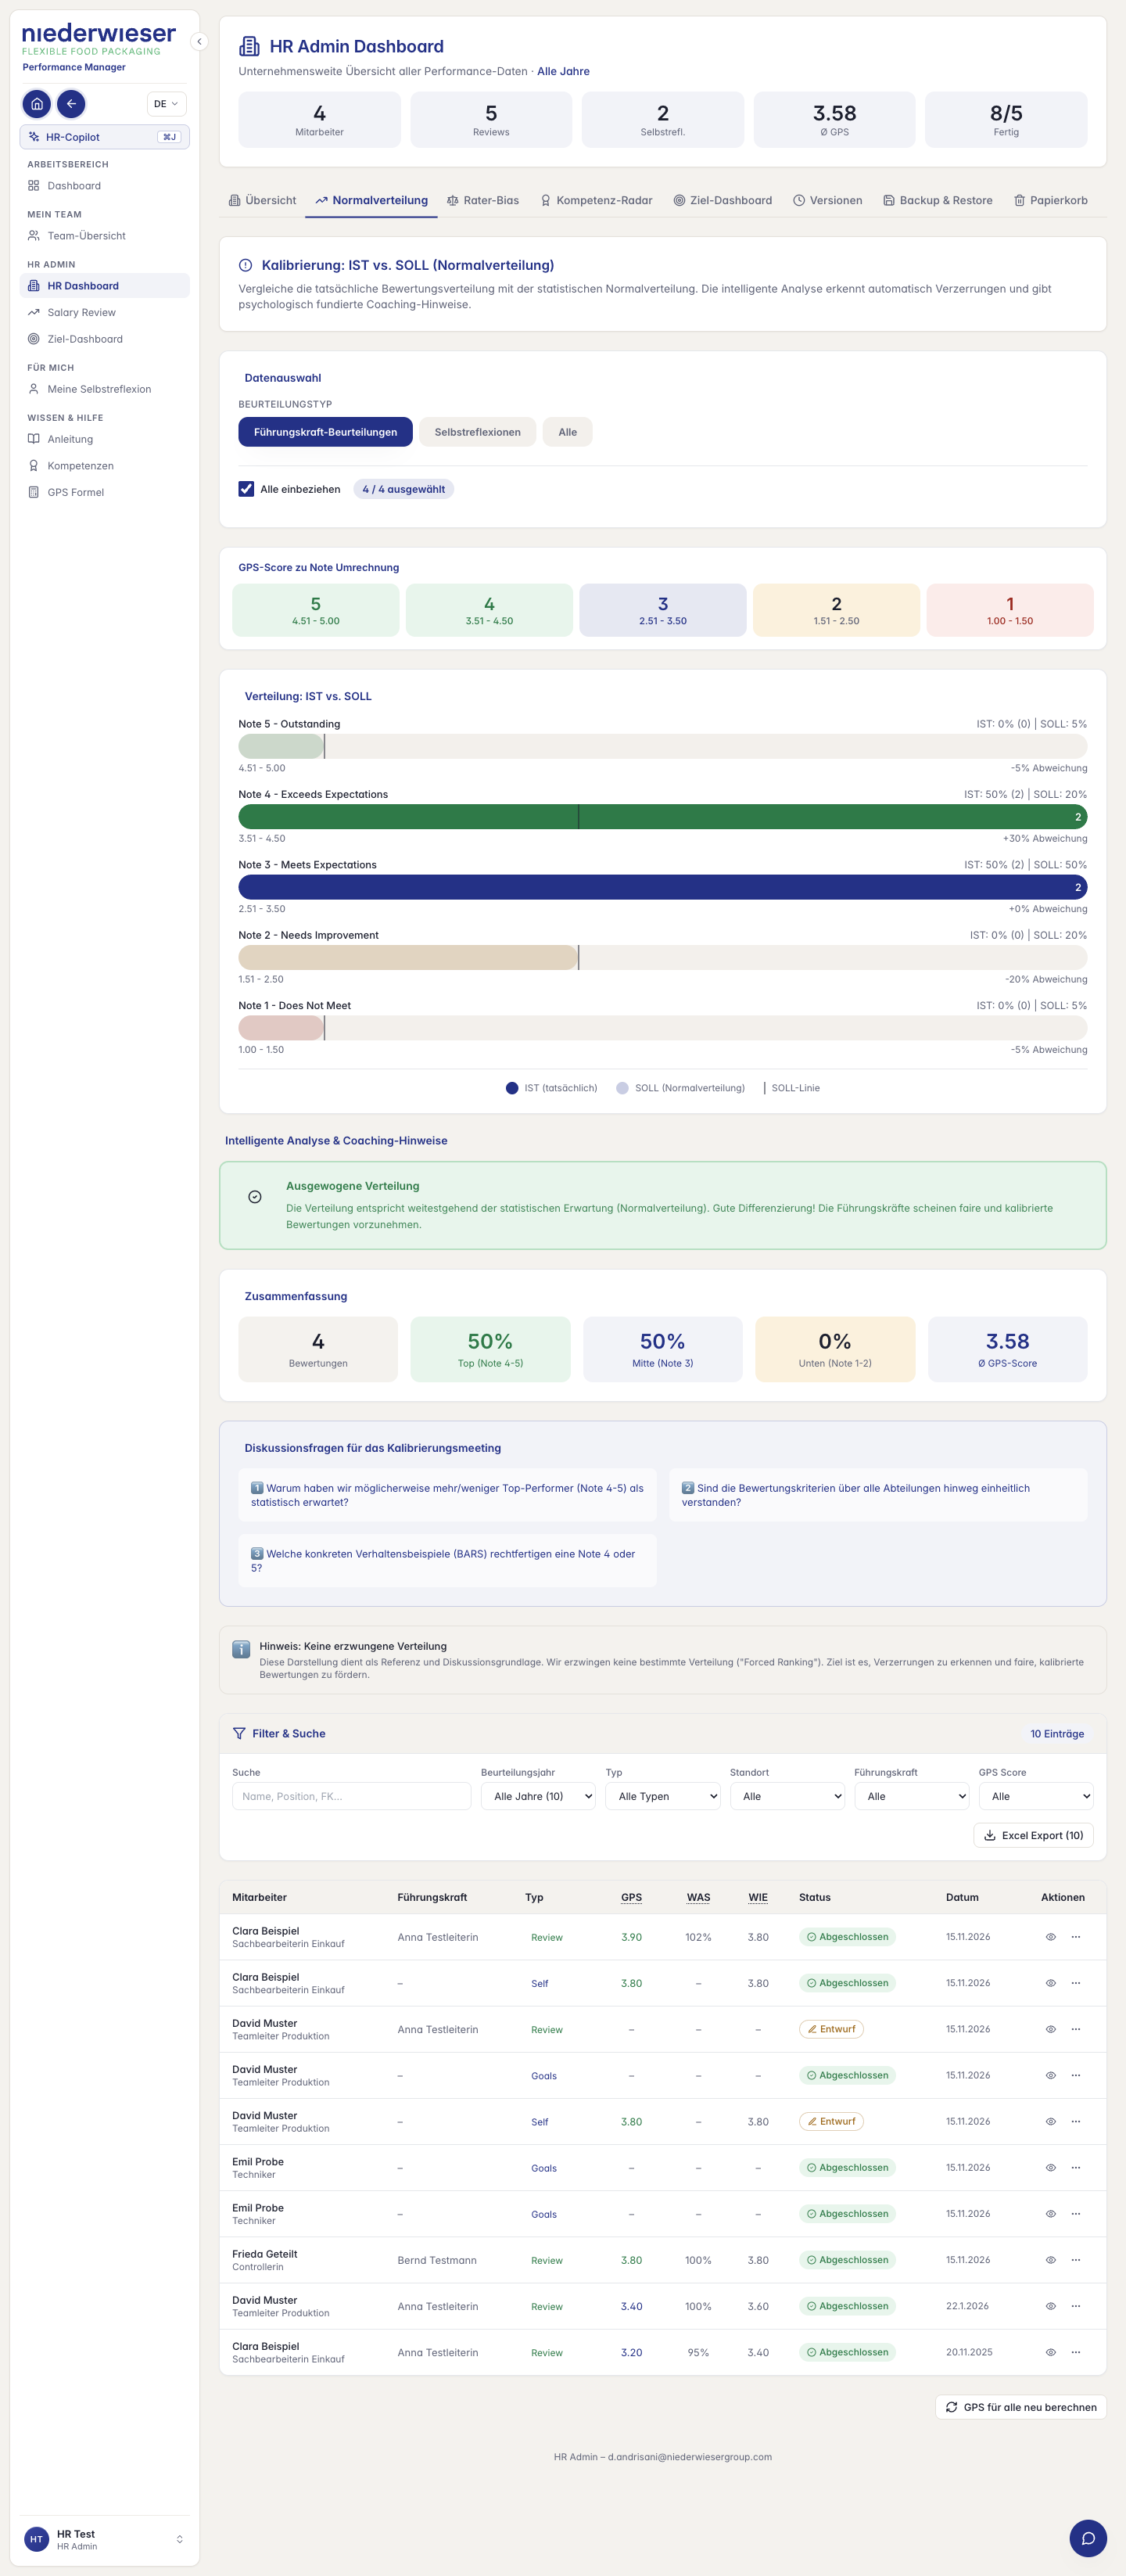 niederwieser
FLEXIBLE FOOD PACKAGING
Performance Manager
DE
HR-Copilot ⌘J
ARBEITSBEREICH
Dashboard
MEIN TEAM
Team-Übersicht
HR ADMIN
HR Dashboard
Salary Review
Ziel-Dashboard
FÜR MICH
Meine Selbstreflexion
WISSEN & HILFE
Anleitung
Kompetenzen
GPS Formel
HT
HR Test
HR Admin
HR Admin Dashboard
Unternehmensweite Übersicht aller Performance-Daten · Alle Jahre
4 5 2 3.58 8/5
Mitarbeiter Reviews Selbstrefl. Ø GPS Fertig
Übersicht Normalverteilung Rater-Bias Kompetenz-Radar Ziel-Dashboard Versionen Backup & Restore Papierkorb
Kalibrierung: IST vs. SOLL (Normalverteilung)
Vergleiche die tatsächliche Bewertungsverteilung mit der statistischen Normalverteilung. Die intelligente Analyse erkennt automatisch Verzerrungen und gibt
psychologisch fundierte Coaching-Hinweise.
Datenauswahl
BEURTEILUNGSTYP
Führungskraft-Beurteilungen Selbstreflexionen Alle
Alle einbeziehen 4 / 4 ausgewählt
GPS-Score zu Note Umrechnung
5 4 3 2 1
4.51 - 5.00 3.51 - 4.50 2.51 - 3.50 1.51 - 2.50 1.00 - 1.50
Verteilung: IST vs. SOLL
Note 5 - Outstanding IST: 0% (0) | SOLL: 5%
4.51 - 5.00 -5% Abweichung
Note 4 - Exceeds Expectations IST: 50% (2) | SOLL: 20%
2
3.51 - 4.50 +30% Abweichung
Note 3 - Meets Expectations IST: 50% (2) | SOLL: 50%
2
2.51 - 3.50 +0% Abweichung
Note 2 - Needs Improvement IST: 0% (0) | SOLL: 20%
1.51 - 2.50 -20% Abweichung
Note 1 - Does Not Meet IST: 0% (0) | SOLL: 5%
1.00 - 1.50 -5% Abweichung
IST (tatsächlich) SOLL (Normalverteilung) SOLL-Linie
Intelligente Analyse & Coaching-Hinweise
Ausgewogene Verteilung
Die Verteilung entspricht weitestgehend der statistischen Erwartung (Normalverteilung). Gute Differenzierung! Die Führungskräfte scheinen faire und kalibrierte
Bewertungen vorzunehmen.
Zusammenfassung
4 50% 50% 0% 3.58
Bewertungen Top (Note 4-5) Mitte (Note 3) Unten (Note 1-2) Ø GPS-Score
Diskussionsfragen für das Kalibrierungsmeeting
1 Warum haben wir möglicherweise mehr/weniger Top-Performer (Note 4-5) als
statistisch erwartet?
2 Sind die Bewertungskriterien über alle Abteilungen hinweg einheitlich
verstanden?
3 Welche konkreten Verhaltensbeispiele (BARS) rechtfertigen eine Note 4 oder
5?
Hinweis: Keine erzwungene Verteilung
Diese Darstellung dient als Referenz und Diskussionsgrundlage. Wir erzwingen keine bestimmte Verteilung ("Forced Ranking"). Ziel ist es, Verzerrungen zu erkennen und faire, kalibrierte
Bewertungen zu fördern.
Filter & Suche 10 Einträge
Suche Beurteilungsjahr Typ Standort Führungskraft GPS Score
Name, Position, FK... Alle Jahre (10) Alle Typen Alle Alle Alle
Excel Export (10)
Mitarbeiter Führungskraft Typ GPS WAS WIE Status Datum Aktionen
Clara Beispiel
Sachbearbeiterin Einkauf
Anna Testleiterin Review 3.90 102% 3.80 Abgeschlossen 15.11.2026
Clara Beispiel
Sachbearbeiterin Einkauf
– Self 3.80 – 3.80 Abgeschlossen 15.11.2026
David Muster
Teamleiter Produktion
Anna Testleiterin Review – – – Entwurf 15.11.2026
David Muster
Teamleiter Produktion
– Goals – – – Abgeschlossen 15.11.2026
David Muster
Teamleiter Produktion
– Self 3.80 – 3.80 Entwurf 15.11.2026
Emil Probe
Techniker
– Goals – – – Abgeschlossen 15.11.2026
Emil Probe
Techniker
– Goals – – – Abgeschlossen 15.11.2026
Frieda Geteilt
Controllerin
Bernd Testmann Review 3.80 100% 3.80 Abgeschlossen 15.11.2026
David Muster
Teamleiter Produktion
Anna Testleiterin Review 3.40 100% 3.60 Abgeschlossen 22.1.2026
Clara Beispiel
Sachbearbeiterin Einkauf
Anna Testleiterin Review 3.20 95% 3.40 Abgeschlossen 20.11.2025
GPS für alle neu berechnen
HR Admin – d.andrisani@niederwiesergroup.com